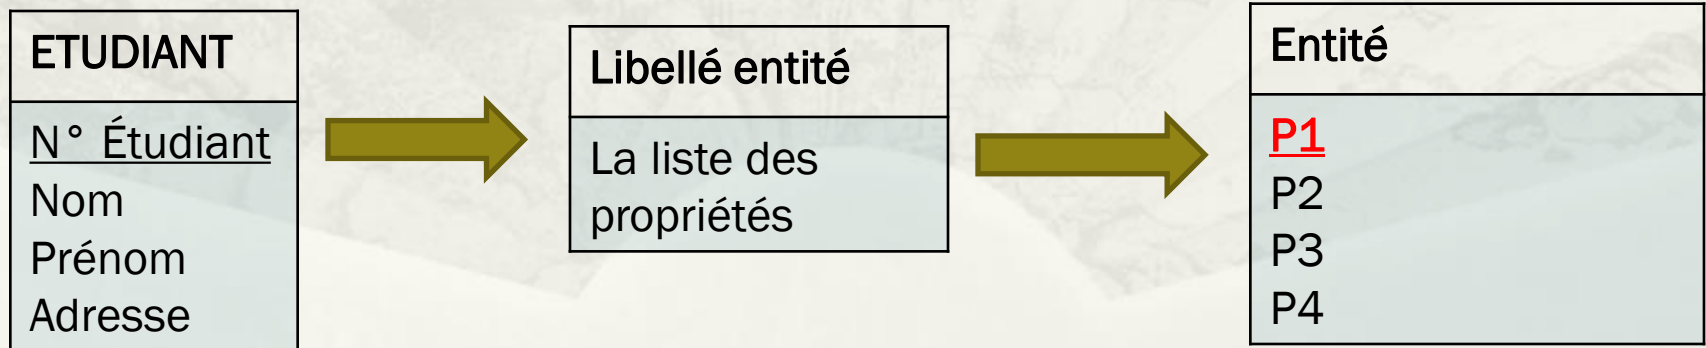 ETUDIANT
N° Étudiant
Nom
Prénom
Adresse
Libellé entité
La liste des
propriétés
Entité
P1
P2
P3
P4